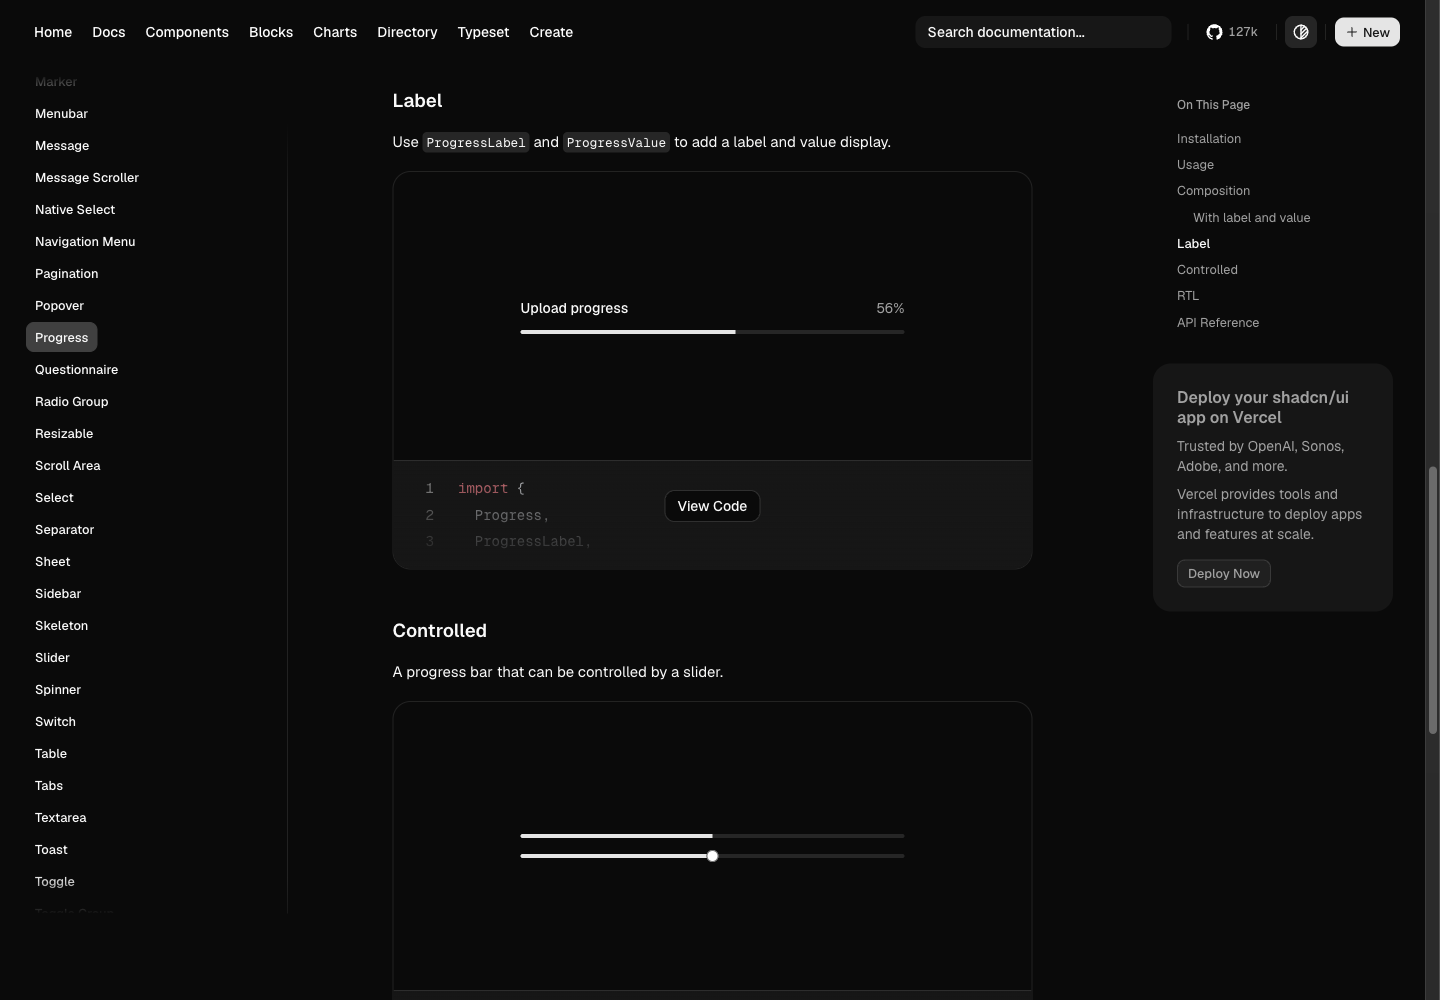 Home Docs Components Blocks Charts Directory Typeset Create
Search documentation...
127k
New
Marker
Menubar
Message
Message Scroller
Native Select
Navigation Menu
Pagination
Popover
Progress
Questionnaire
Radio Group
Resizable
Scroll Area
Select
Separator
Sheet
Sidebar
Skeleton
Slider
Spinner
Switch
Table
Tabs
Textarea
Toast
Toggle
Label
Use ProgressLabel and ProgressValue to add a label and value display.
Upload progress 56%
1 import {
2 Progress,
3 ProgressLabel,
View Code
Controlled
A progress bar that can be controlled by a slider.
On This Page
Installation
Usage
Composition
With label and value
Label
Controlled
RTL
API Reference
Deploy your shadcn/ui
app on Vercel
Trusted by OpenAI, Sonos,
Adobe, and more.
Vercel provides tools and
infrastructure to deploy apps
and features at scale.
Deploy Now